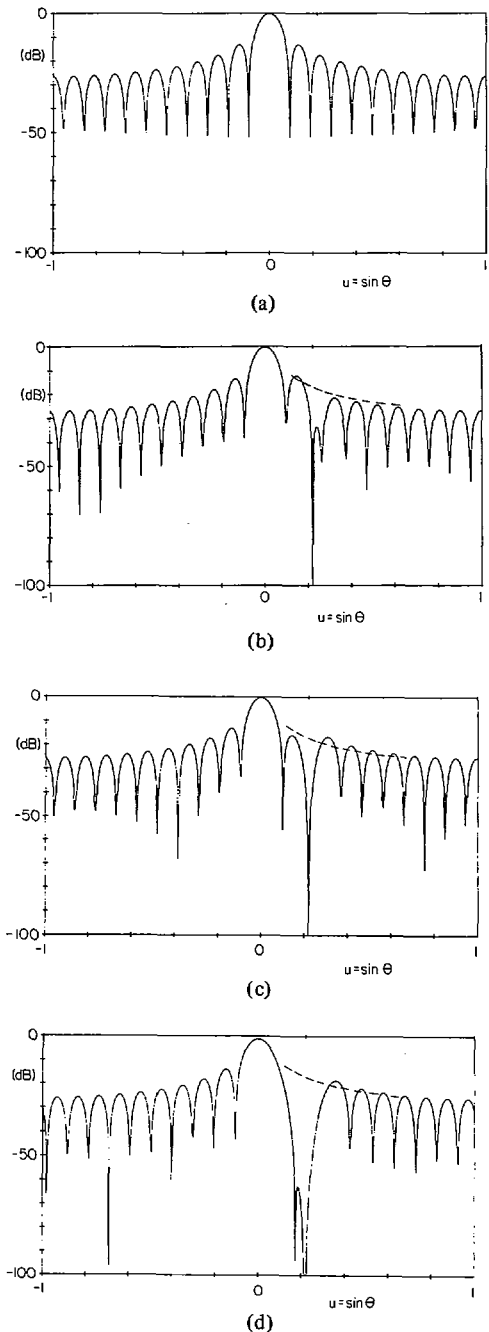 0
(dB)
-50
-100
-1
0
1
u = sin θ
(a)
0
(dB)
-50
-100
-1
0
1
u = sin θ
(b)
0
(dB)
-50
-100
-1
0
1
u = sin θ
(c)
0
(dB)
-50
-100
-1
0
1
u = sin θ
(d)